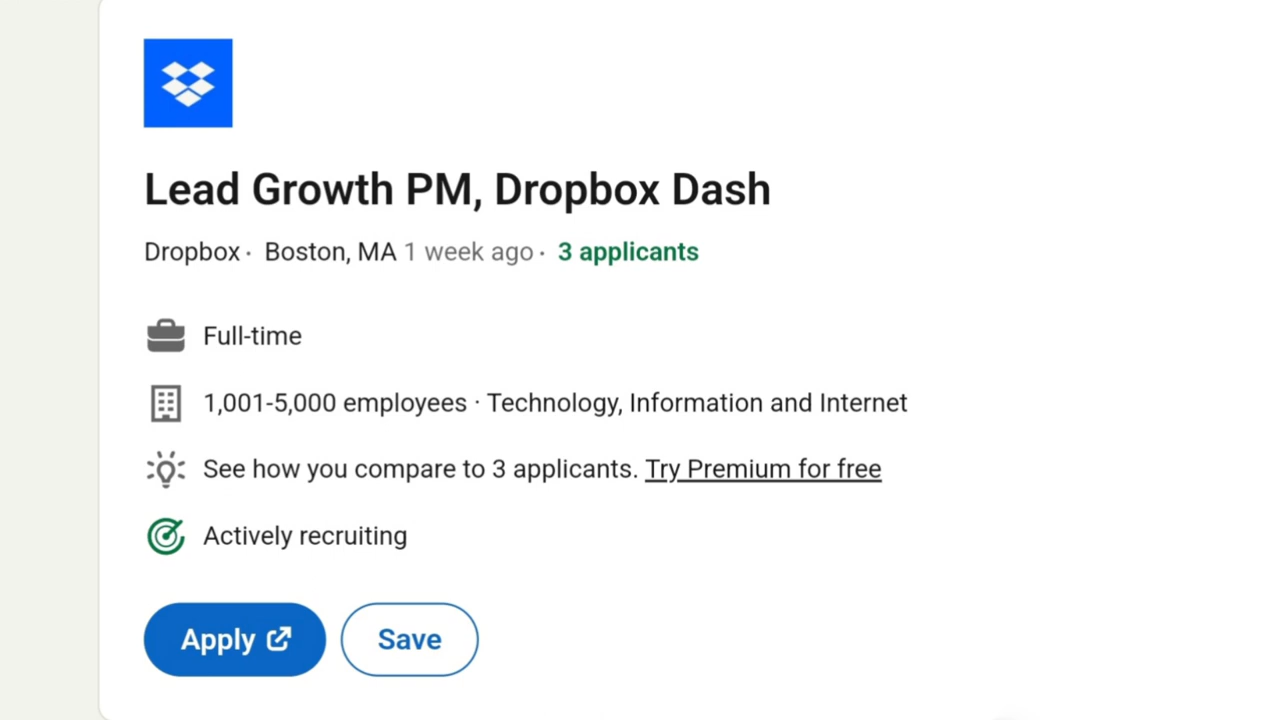 Lead Growth PM, Dropbox Dash
Dropbox · Boston, MA 1 week ago · 3 applicants
Full-time
1,001-5,000 employees · Technology, Information and Internet
See how you compare to 3 applicants. Try Premium for free
Actively recruiting
Apply Save